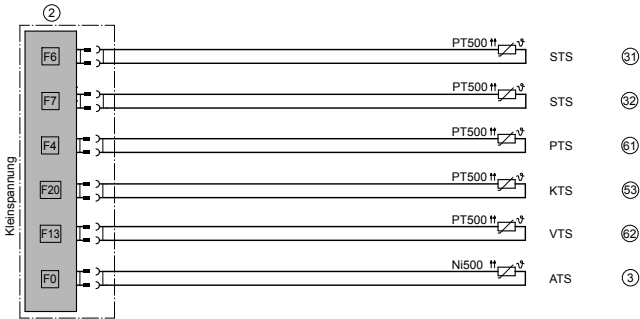 2
F6 PT500 ϑ STS 31
F7 PT500 ϑ STS 32
F4 PT500 ϑ PTS 61
F20 PT500 ϑ KTS 53
F13 PT500 ϑ VTS 62
F0 Ni500 ϑ ATS 3
Kleinspannung